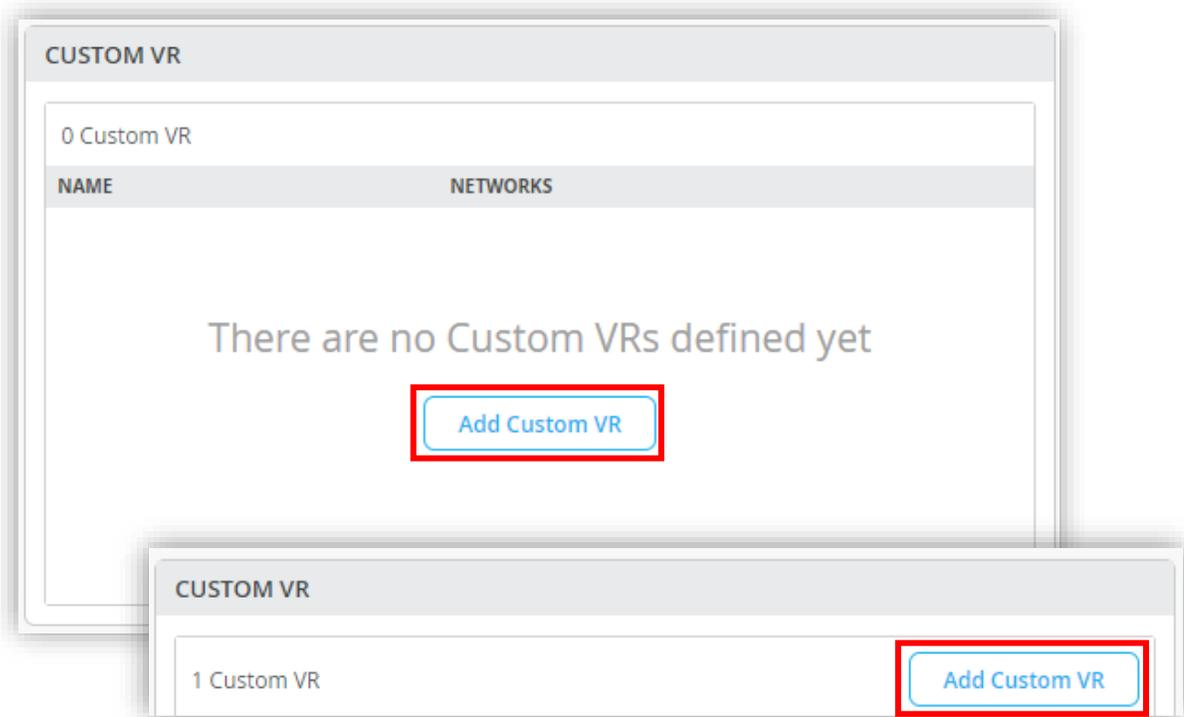 CUSTOM VR
0 Custom VR
NAME NETWORKS
There are no Custom VRs defined yet
Add Custom VR
CUSTOM VR
1 Custom VR Add Custom VR